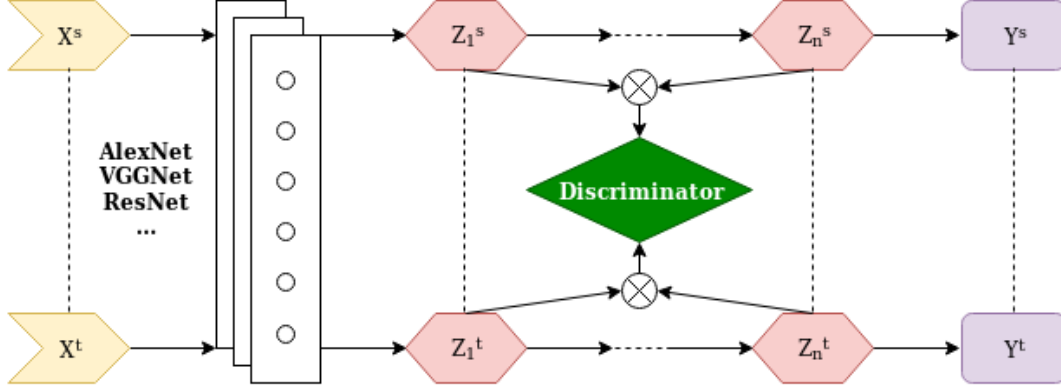 Xˢ
Z₁ˢ
Zₙˢ
Yˢ
AlexNet
VGGNet
ResNet
...
Discriminator
Xᵗ
Z₁ᵗ
Zₙᵗ
Yᵗ